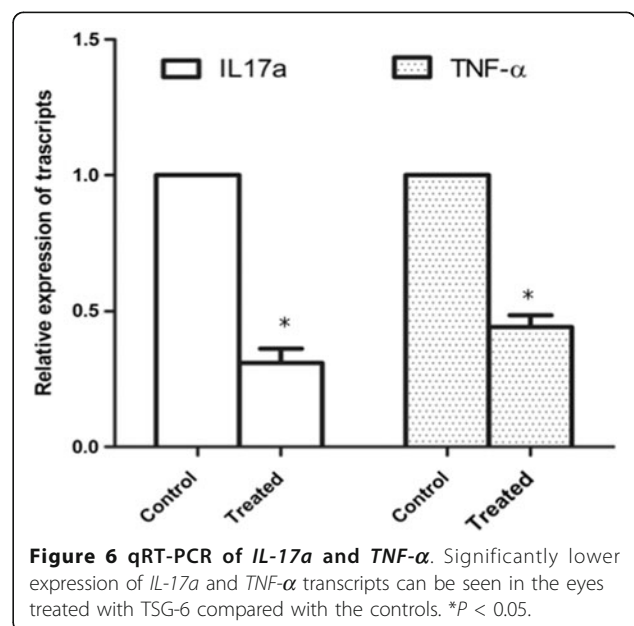 1.5
IL17a
TNF-α
Relative expression of trascripts
1.0
*
*
0.5
0.0
Control
Treated
Control
Treated
Figure 6 qRT-PCR of IL-17a and TNF-α. Significantly lower
expression of IL-17a and TNF-α transcripts can be seen in the eyes
treated with TSG-6 compared with the controls. *P < 0.05.